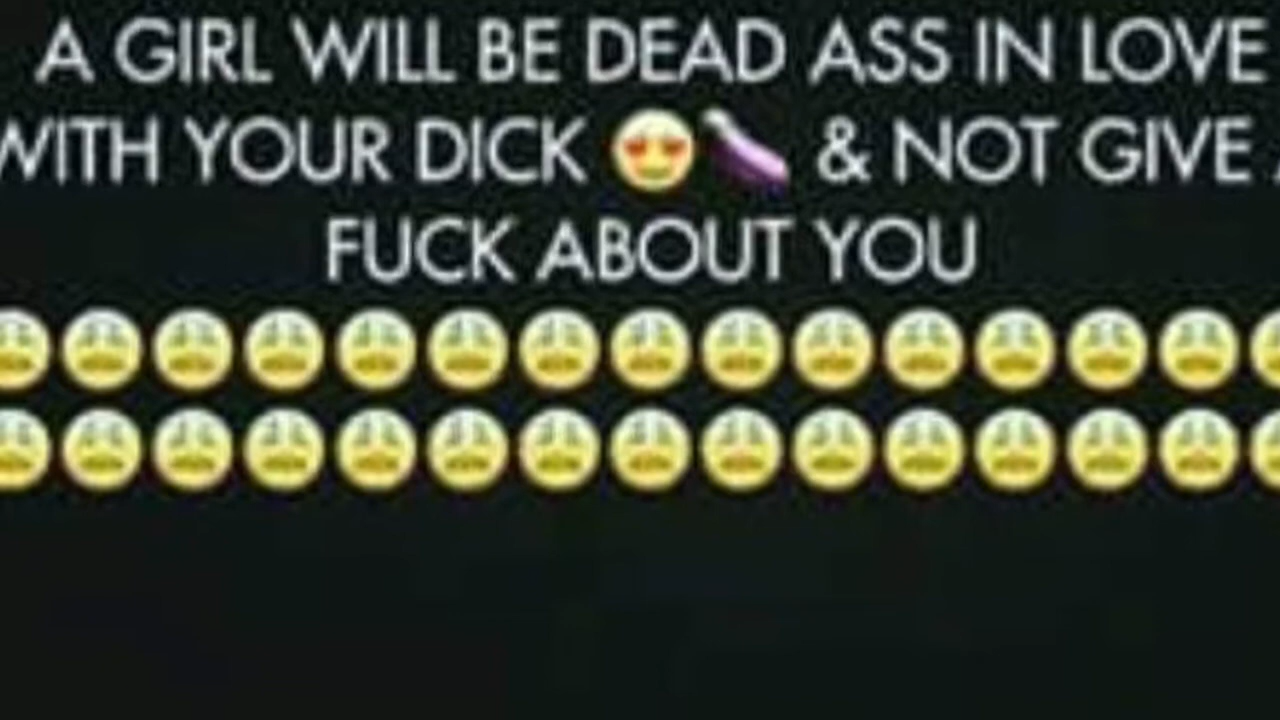 A GIRL WILL BE DEAD ASS IN LOVE
WITH YOUR DICK 😍🍆 & NOT GIVE A
FUCK ABOUT YOU
😩😩😩😩😩😩😩😩😩😩😩😩😩😩😩
😩😩😩😩😩😩😩😩😩😩😩😩😩😩😩